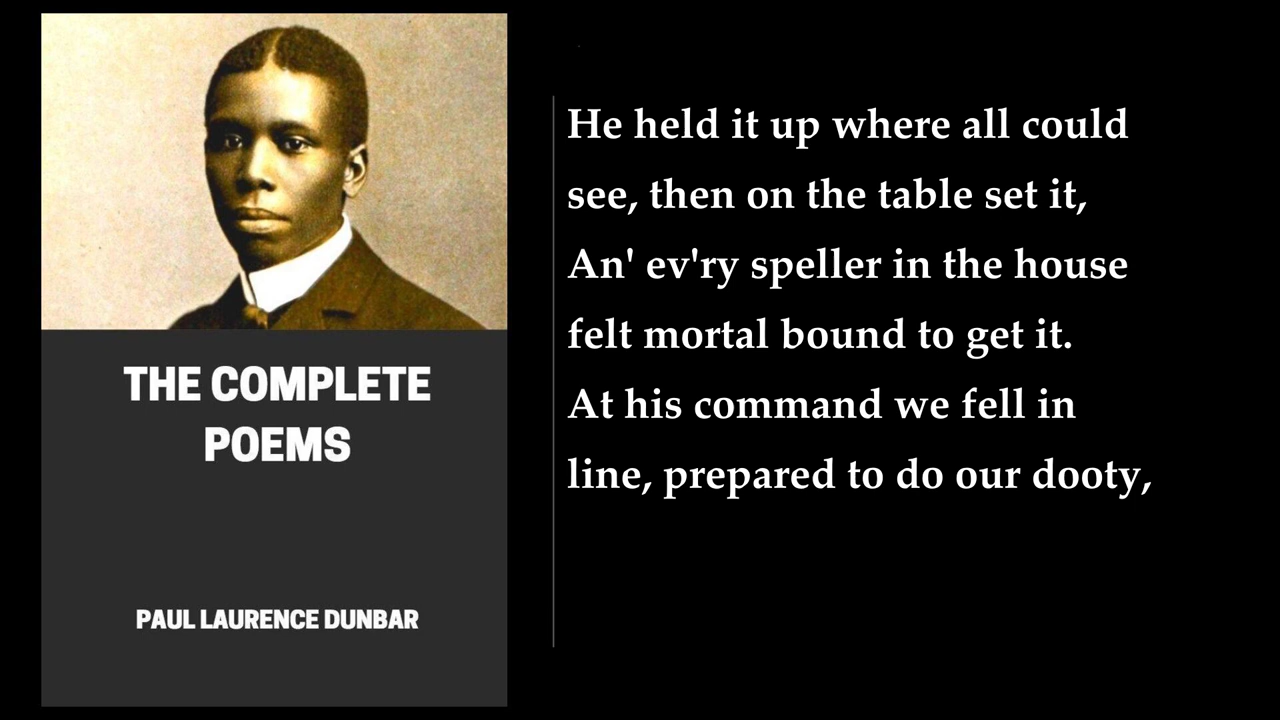 THE COMPLETE
POEMS
PAUL LAURENCE DUNBAR
He held it up where all could
see, then on the table set it,
An' ev'ry speller in the house
felt mortal bound to get it.
At his command we fell in
line, prepared to do our dooty,